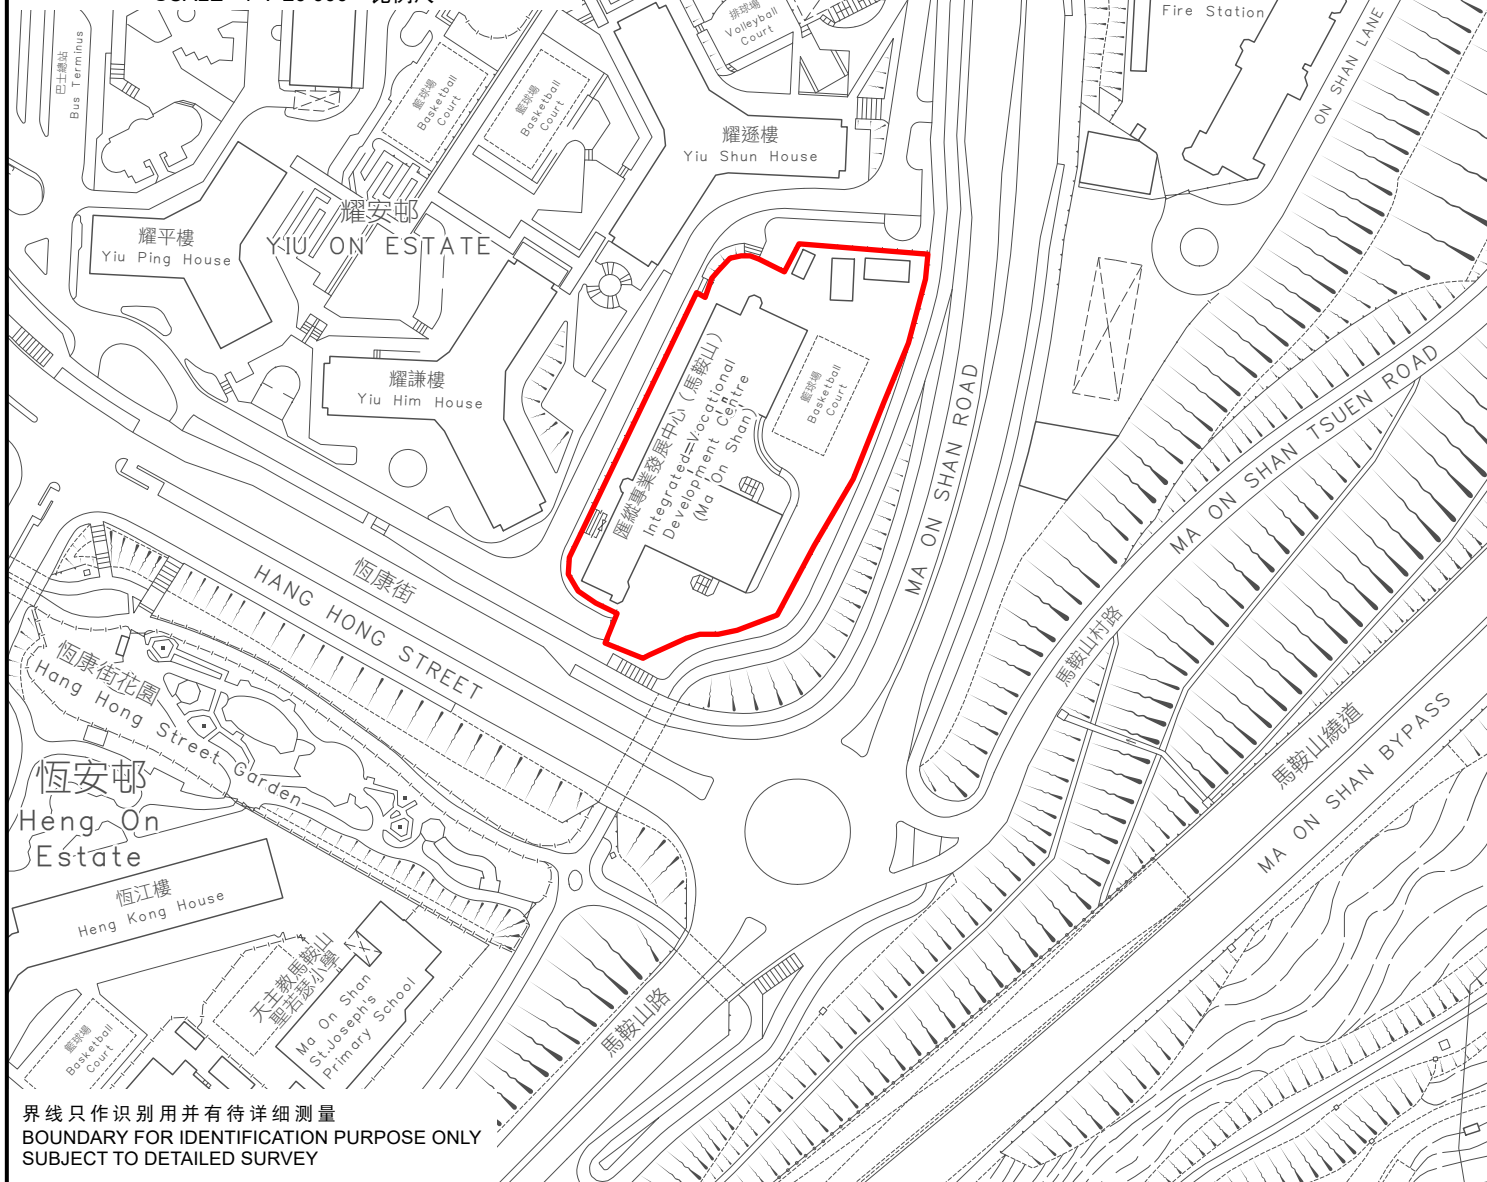 巴士總站
Bus Terminus
籃球場
Basketball
Court
籃球場
Basketball
Court
排球場
Volleyball
Court
Fire Station
ON SHAN LANE
耀遜樓
Yiu Shun House
耀安邨
YIU ON ESTATE
耀平樓
Yiu Ping House
耀謙樓
Yiu Him House
匯縱專業發展中心（馬鞍山）
Integrated Vocational
Development Centre
(Ma On Shan)
籃球場
Basketball
Court
MA ON SHAN ROAD
MA ON SHAN TSUEN ROAD
馬鞍山村路
恆康街
HANG HONG STREET
恆康街花園
Hang Hong Street Garden
恆安邨
Heng On
Estate
恆江樓
Heng Kong House
天主教馬鞍山
聖若瑟小學
Ma On Shan
St.Joseph's
Primary School
籃球場
Basketball
Court
馬鞍山路
馬鞍山繞道
MA ON SHAN BYPASS
界线只作识别用并有待详细测量
BOUNDARY FOR IDENTIFICATION PURPOSE ONLY
SUBJECT TO DETAILED SURVEY